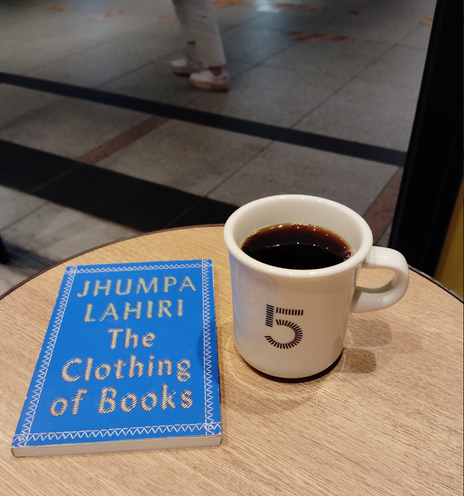 JHUMPA
LAHIRI
The
Clothing
of Books
5